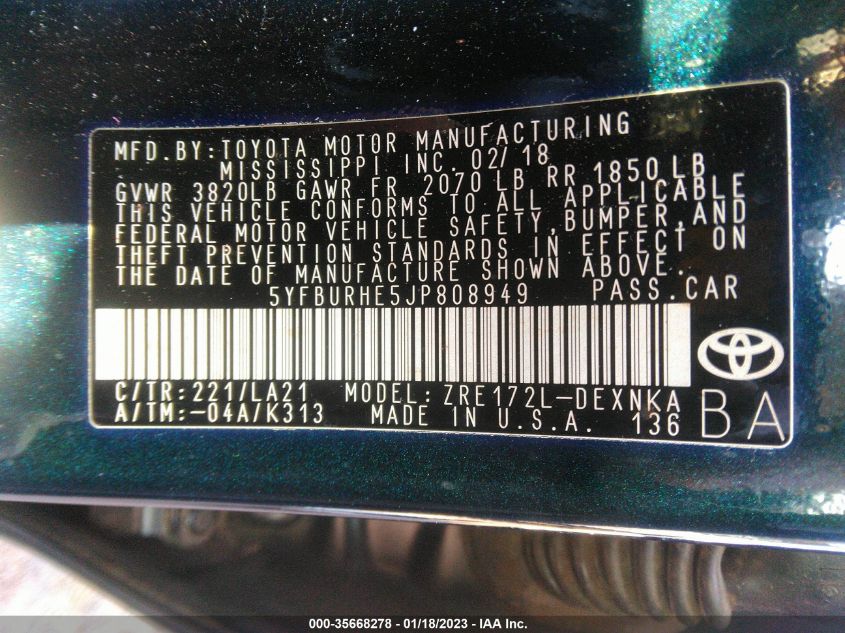 MFD.BY:TOYOTA MOTOR MANUFACTURING
MISSISSIPPI INC. 02/18
GVWR 3820LB GAWR FR 2070 LB RR 1850 LB
THIS VEHICLE CONFORMS TO ALL APPLICABLE
FEDERAL MOTOR VEHICLE SAFETY,BUMPER,AND
THEFT PREVENTION STANDARDS IN EFFECT ON
THE DATE OF MANUFACTURE SHOWN ABOVE.
5YFBURHE5JP808949 PASS.CAR
C/TR:221/LA21 MODEL:ZRE172L-DEXNKA
A/TM:-04A/K313 MADE IN U.S.A. 136
BA
000-35668278 - 01/18/2023 - IAA Inc.